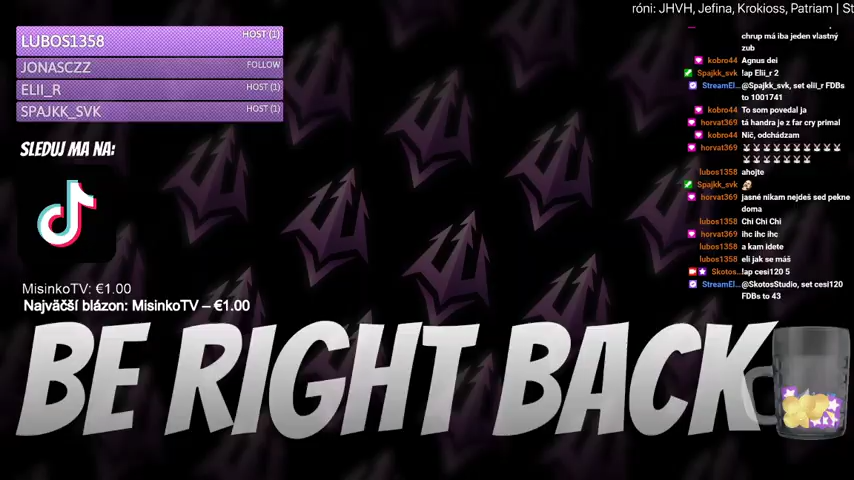 róni: JHVH, Jefina, Krokioss, Patriam | St
LUBOS1358 HOST (1)
JONASCZZ FOLLOW
ELII_R HOST (1)
SPAJKK_SVK HOST (1)
SLEDUJ MA NA:
MisinkoTV: €1.00
Najväčší blázon: MisinkoTV – €1.00
BE RIGHT BACK
chrup má iba jeden vlastný
zub
kobro44 Agnus dei
Spajkk_svk !ap Elii_r 2
StreamEl... @Spajkk_svk, set elii_r FDBs
to 1001741
kobro44 To som povedal ja
horvat369 tá handra je z far cry primal
kobro44 Nič, odchádzam
horvat369
lubos1358 ahojte
Spajkk_svk
horvat369 jasné nikam nejdeš sed pekne
doma
lubos1358 Chi Chi Chi
horvat369 ihc ihc ihc
lubos1358 a kam idete
lubos1358 eli jak se máš
Skotos... !ap cesi120 5
StreamEl... @SkotosStudio, set cesi120
FDBs to 43